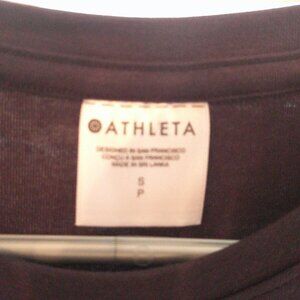 ATHLETA
DESIGNED IN SAN FRANCISCO
CONÇU À SAN FRANCISCO
MADE IN SRI LANKA
S
P